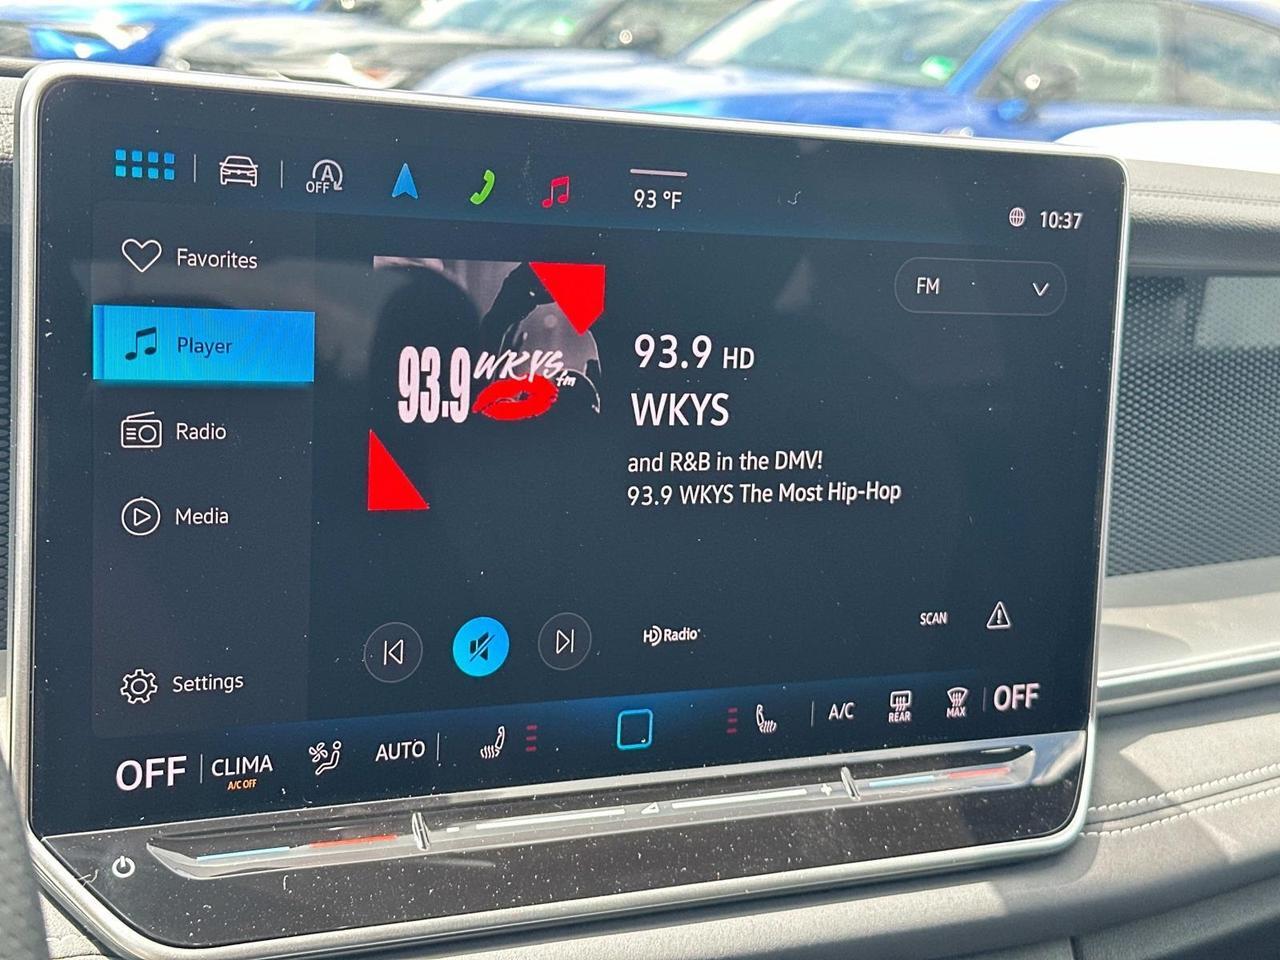 A
OFF
93 °F
10:37
Favorites
FM
Player
93.9 WKYS.fm
93.9 HD
WKYS
Radio
and R&B in the DMV!
93.9 WKYS The Most Hip-Hop
Media
HD Radio
SCAN
Settings
OFF
CLIMA
A/C OFF
AUTO
A/C
REAR
MAX
OFF